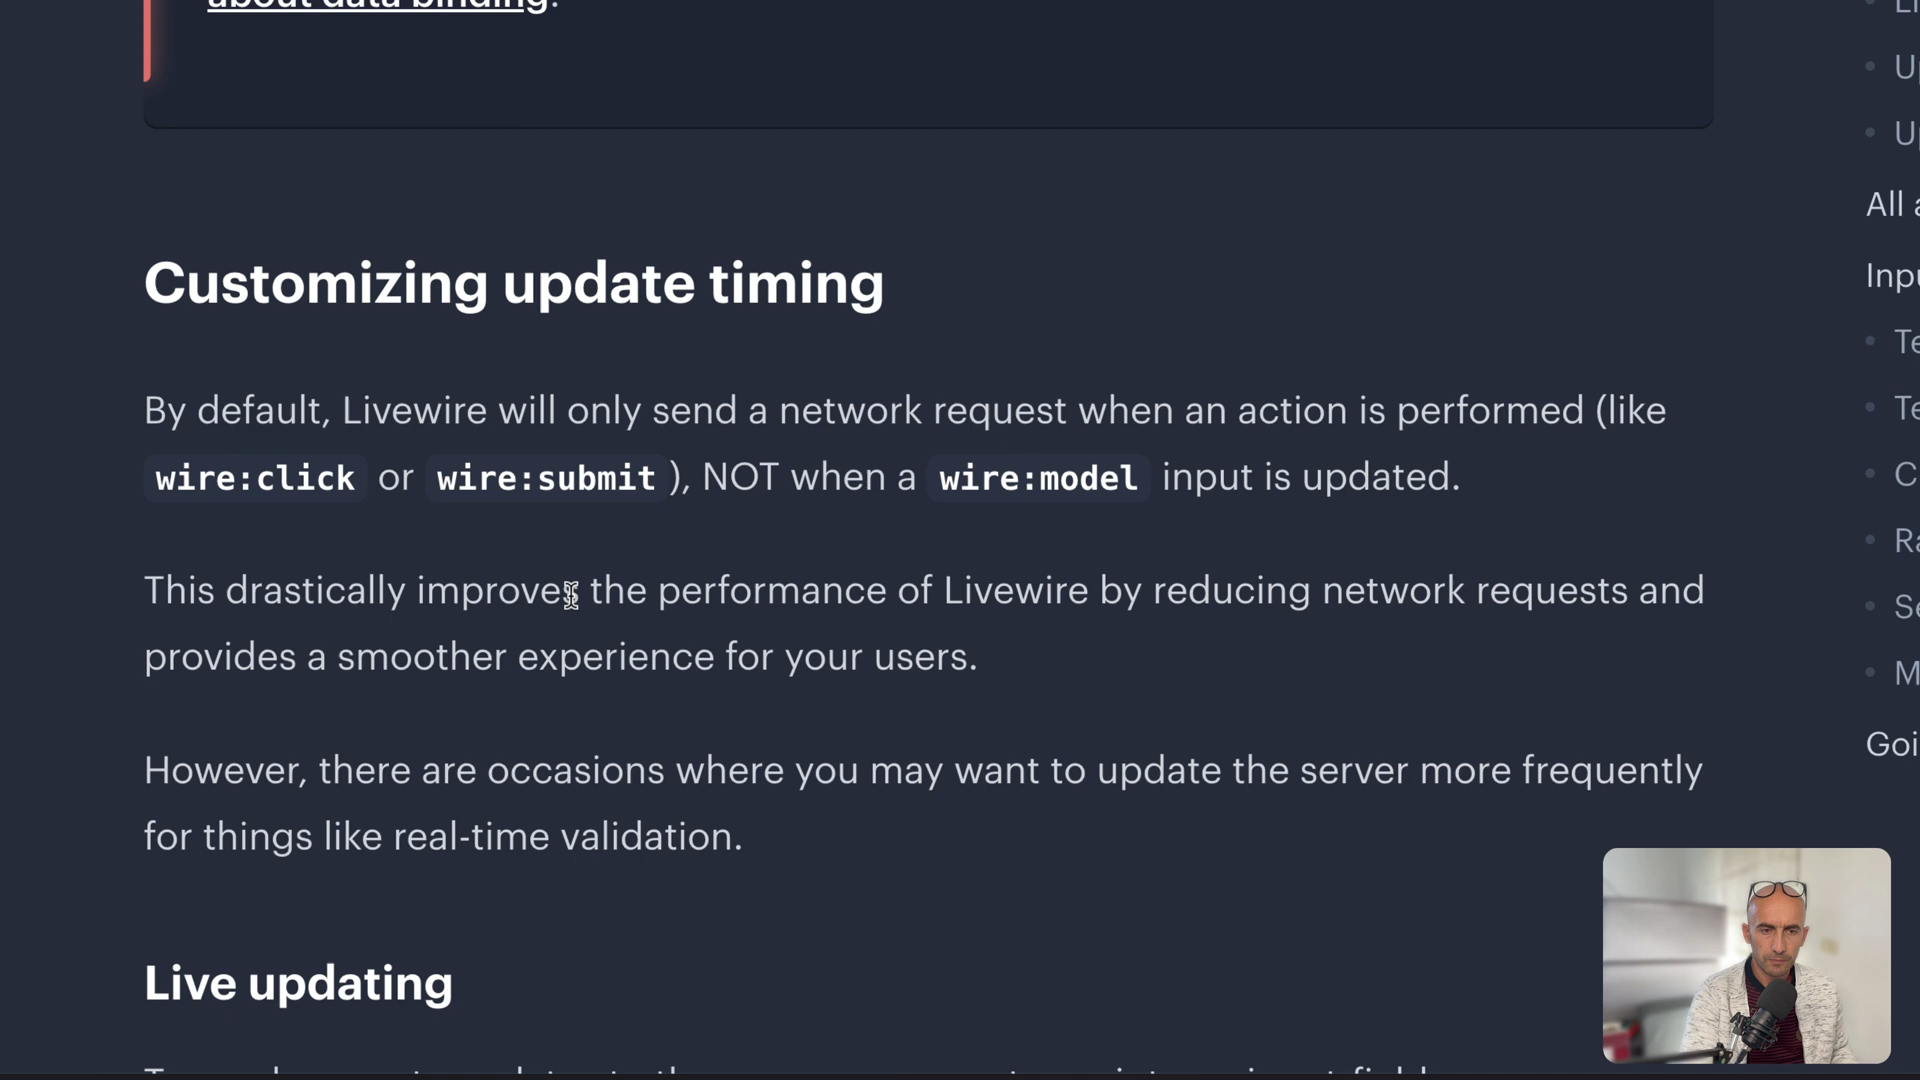 about data binding.
Customizing update timing
By default, Livewire will only send a network request when an action is performed (like
wire:click or wire:submit ), NOT when a wire:model input is updated.
This drastically improves the performance of Livewire by reducing network requests and
provides a smoother experience for your users.
However, there are occasions where you may want to update the server more frequently
for things like real-time validation.
Live updating
All